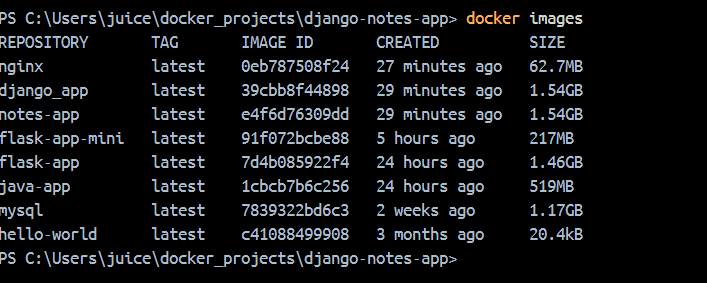 PS C:\Users\juice\docker_projects\django-notes-app> docker images
REPOSITORY TAG IMAGE ID CREATED SIZE
nginx latest 0eb787508f24 27 minutes ago 62.7MB
django_app latest 39cbb8f44898 29 minutes ago 1.54GB
notes-app latest e4f6d76309dd 29 minutes ago 1.54GB
flask-app-mini latest 91f072bcbe88 5 hours ago 217MB
flask-app latest 7d4b085922f4 24 hours ago 1.46GB
java-app latest 1cbcb7b6c256 24 hours ago 519MB
mysql latest 7839322bd6c3 2 weeks ago 1.17GB
hello-world latest c41088499908 3 months ago 20.4kB
PS C:\Users\juice\docker_projects\django-notes-app>